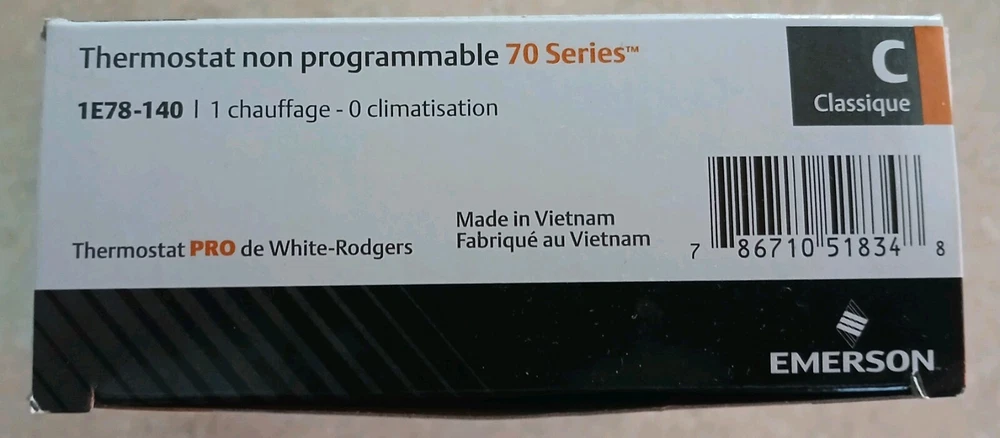 Thermostat non programmable 70 Series™
1E78-140 | 1 chauffage - 0 climatisation
C
Classique
Thermostat PRO de White-Rodgers
Made in Vietnam
Fabriqué au Vietnam
7 86710 51834 8
EMERSON